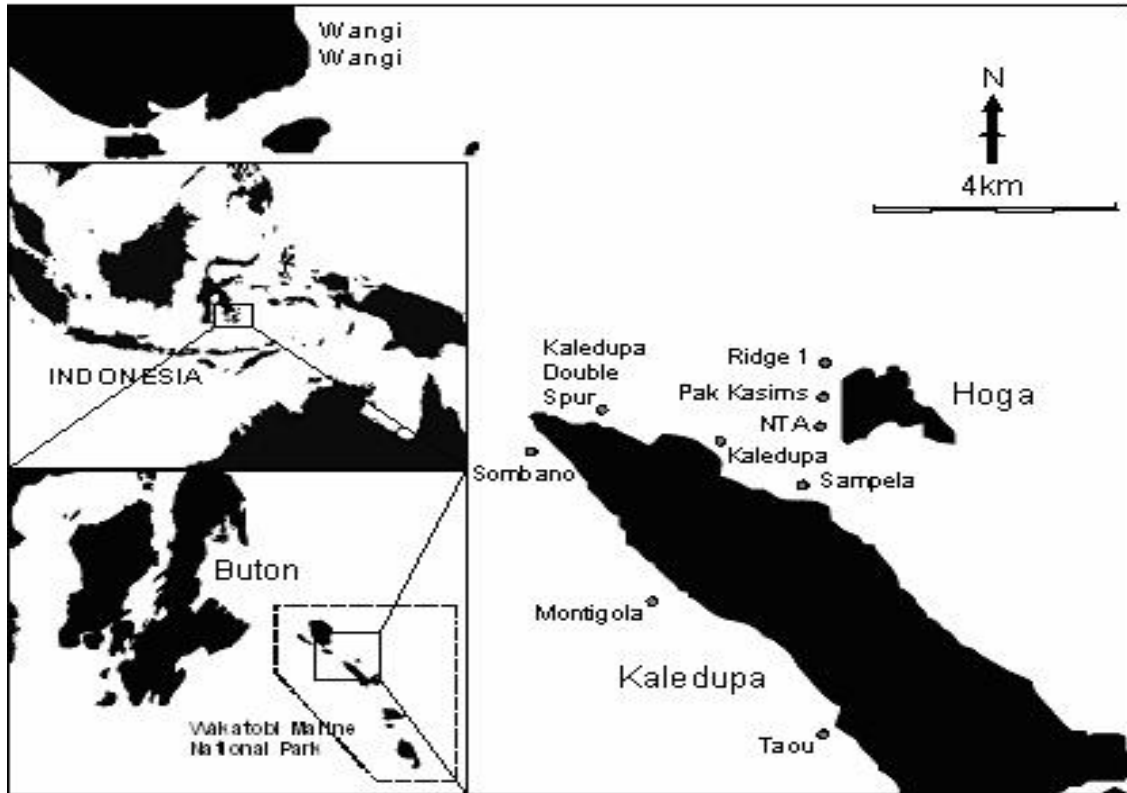 Wangi
Wangi
N
4km
INDONESIA
Kaledupa
Double
Spur
Ridge 1
Pak Kasims
Hoga
NTA
Kaledupa
Sombano
Sampela
Buton
Montigola
Kaledupa
Wakatobi Marine
National Park
Taou